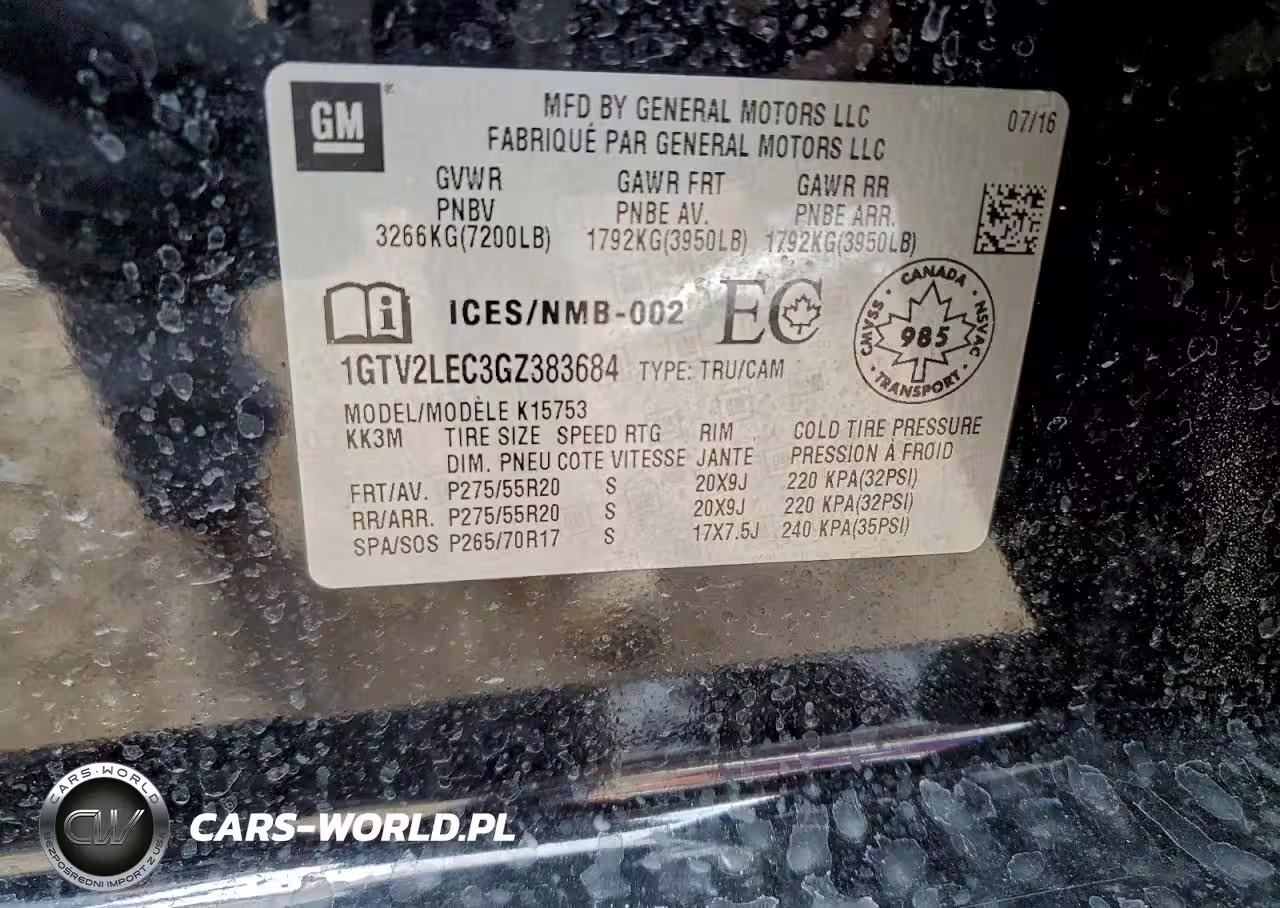 GM
MFD BY GENERAL MOTORS LLC
FABRIQUÉ PAR GENERAL MOTORS LLC
07/16
GVWR GAWR FRT GAWR RR
PNBV PNBE AV. PNBE ARR.
3266KG(7200LB) 1792KG(3950LB) 1792KG(3950LB)
ICES/NMB-002 EC
CANADA
CMVSS 985 NSVAC
TRANSPORT
1GTV2LEC3GZ383684 TYPE: TRU/CAM
MODEL/MODÈLE K15753
KK3M TIRE SIZE SPEED RTG RIM COLD TIRE PRESSURE
DIM. PNEU COTE VITESSE JANTE PRESSION À FROID
FRT/AV. P275/55R20 S 20X9J 220 KPA(32PSI)
RR/ARR. P275/55R20 S 20X9J 220 KPA(32PSI)
SPA/SOS P265/70R17 S 17X7.5J 240 KPA(35PSI)
CARS-WORLD
CW
BEZPOŚREDNI IMPORT Z USA
CARS-WORLD.PL